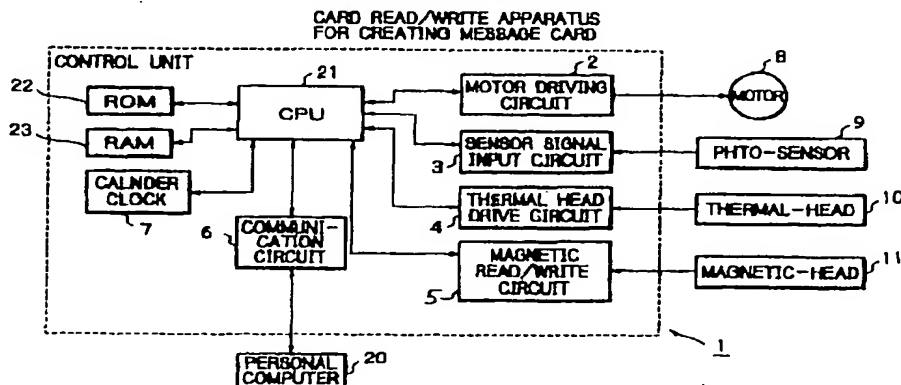 CARD READ/WRITE APPARATUS
FOR CREATING MESSAGE CARD
CONTROL UNIT
21
2
8
22
ROM
CPU
MOTOR DRIVING
CIRCUIT
MOTOR
23
RAM
9
SENSOR SIGNAL
INPUT CIRCUIT
3
PHTO-SENSOR
CALNDER
CLOCK
7
6
THERMAL HEAD
DRIVE CIRCUIT
4
THERMAL-HEAD
10
COMMUNI-
CATION
CIRCUIT
MAGNETIC
READ/WRITE
CIRCUIT
5
MAGNETIC-HEAD
11
1
PERSONAL
COMPUTER
20